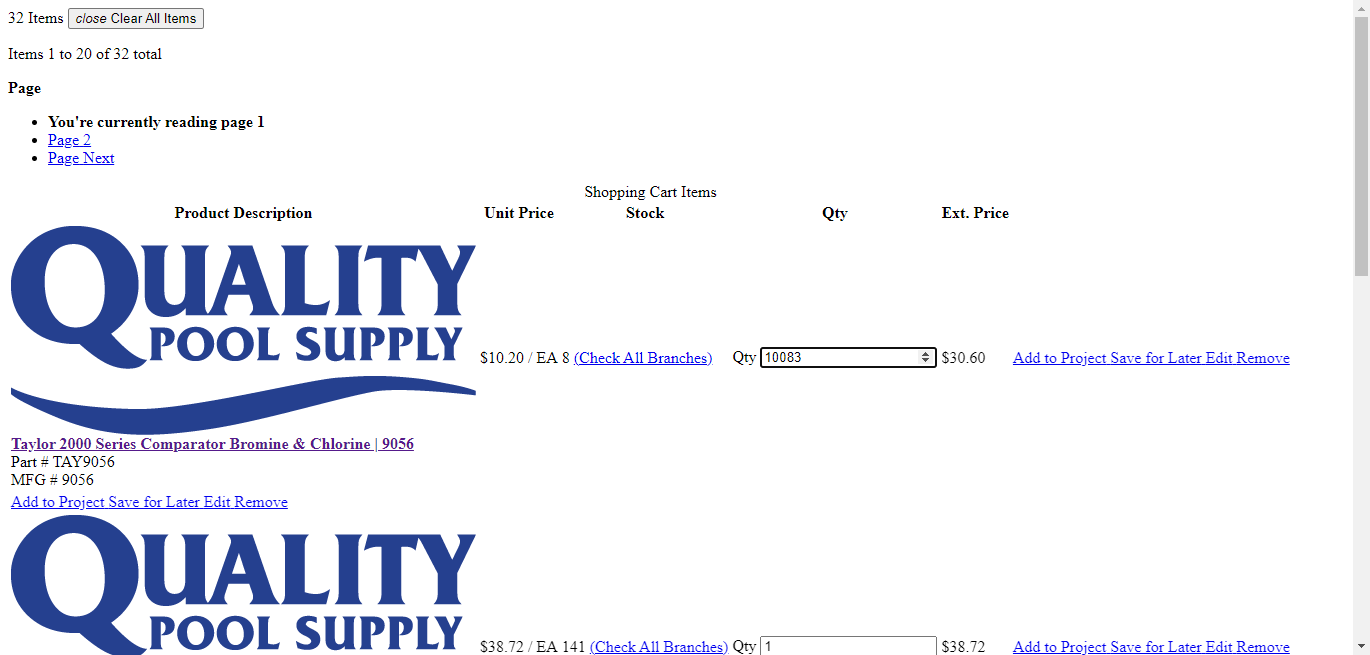 32 Items close Clear All Items
Items 1 to 20 of 32 total
Page
You're currently reading page 1
Page 2
Page Next
Shopping Cart Items
Product Description Unit Price Stock Qty Ext. Price
QUALITY
POOL SUPPLY
$10.20 / EA 8 (Check All Branches) Qty 10083 $30.60 Add to Project Save for Later Edit Remove
Taylor 2000 Series Comparator Bromine & Chlorine | 9056
Part # TAY9056
MFG # 9056
Add to Project Save for Later Edit Remove
QUALITY
POOL SUPPLY
$38.72 / EA 141 (Check All Branches) Qty 1 $38.72 Add to Project Save for Later Edit Remove